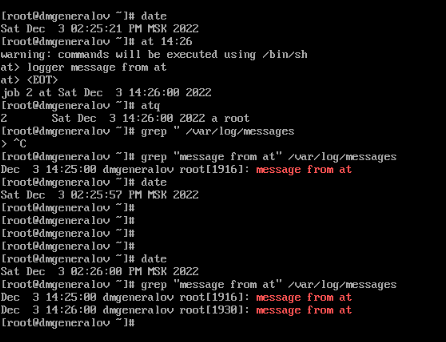 [root@dmgeneralov ~]# date
Sat Dec  3 02:25:21 PM MSK 2022
[root@dmgeneralov ~]# at 14:26
warning: commands will be executed using /bin/sh
at> logger message from at
at> <EOT>
job 2 at Sat Dec  3 14:26:00 2022
[root@dmgeneralov ~]# atq
2       Sat Dec  3 14:26:00 2022 a root
[root@dmgeneralov ~]# grep " /var/log/messages
> ^C
[root@dmgeneralov ~]# grep "message from at" /var/log/messages
Dec  3 14:25:00 dmgeneralov root[1916]: message from at
[root@dmgeneralov ~]# date
Sat Dec  3 02:25:57 PM MSK 2022
[root@dmgeneralov ~]#
[root@dmgeneralov ~]#
[root@dmgeneralov ~]#
[root@dmgeneralov ~]#
[root@dmgeneralov ~]# date
Sat Dec  3 02:26:00 PM MSK 2022
[root@dmgeneralov ~]# grep "message from at" /var/log/messages
Dec  3 14:25:00 dmgeneralov root[1916]: message from at
Dec  3 14:26:00 dmgeneralov root[1930]: message from at
[root@dmgeneralov ~]#